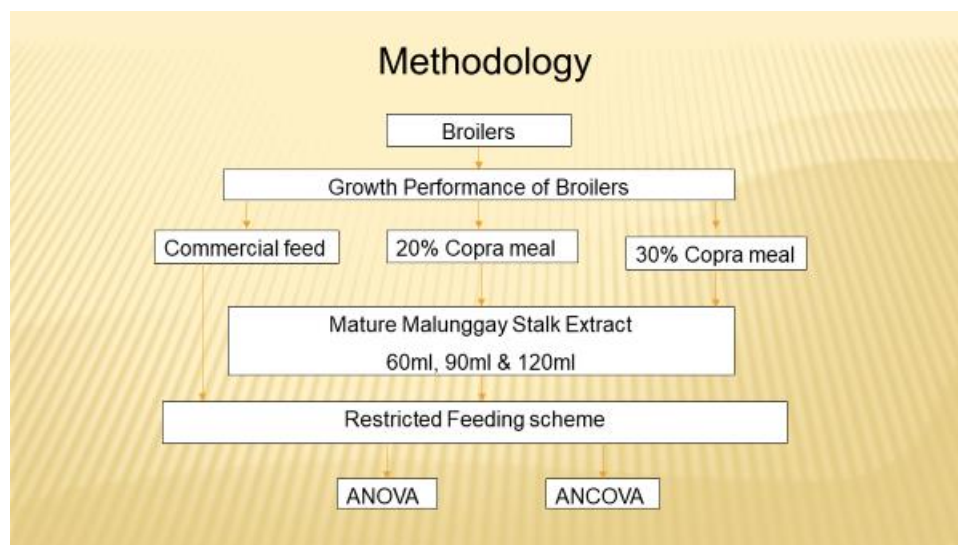 Methodology
Broilers
Growth Performance of Broilers
Commercial feed
20% Copra meal
30% Copra meal
Mature Malunggay Stalk Extract
60ml, 90ml & 120ml
Restricted Feeding scheme
ANOVA
ANCOVA